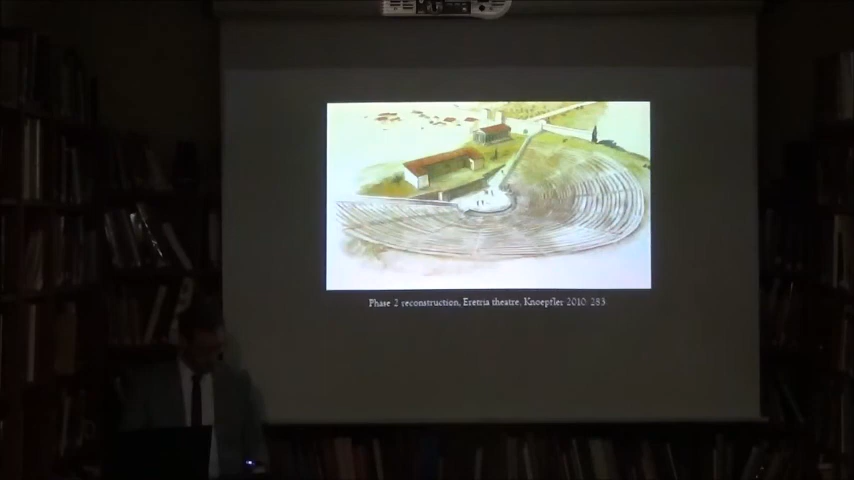 Phase 2 reconstruction, Eretria theatre, Knoepfler 2010: 283